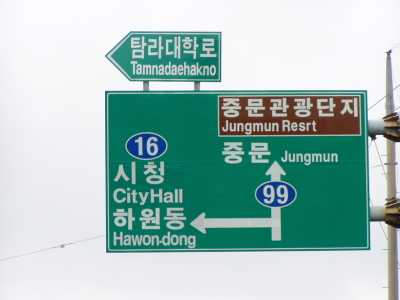 탐라대학로
Tamnadaehakno
중문관광단지
Jungmun Resrt
16
중문 Jungmun
시청
CityHall
99
하원동
Hawon-dong